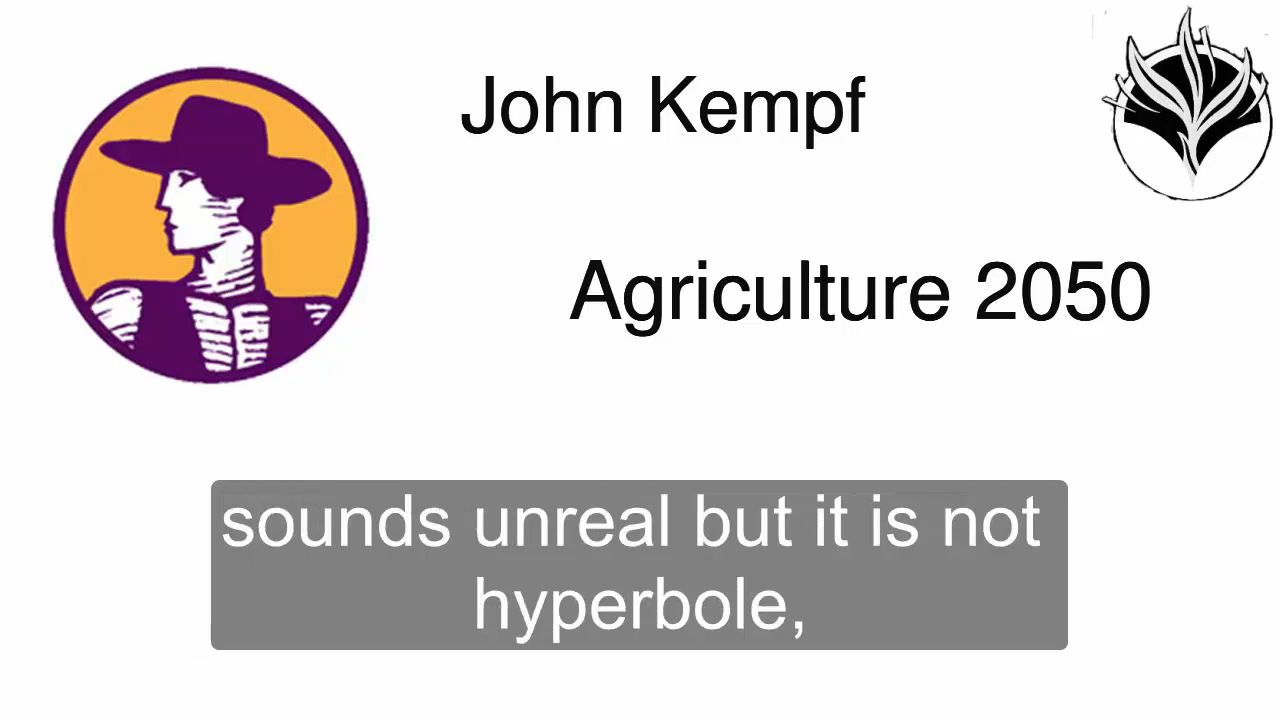 John Kempf
Agriculture 2050
sounds unreal but it is not
hyperbole,